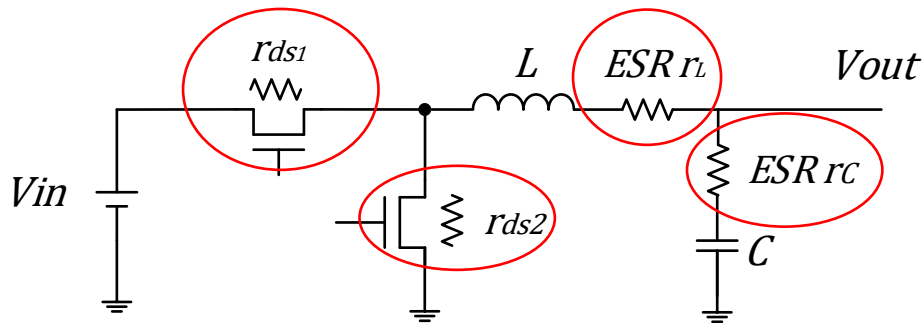 rds1
L
ESR rL
Vout
Vin
rds2
ESR rC
C